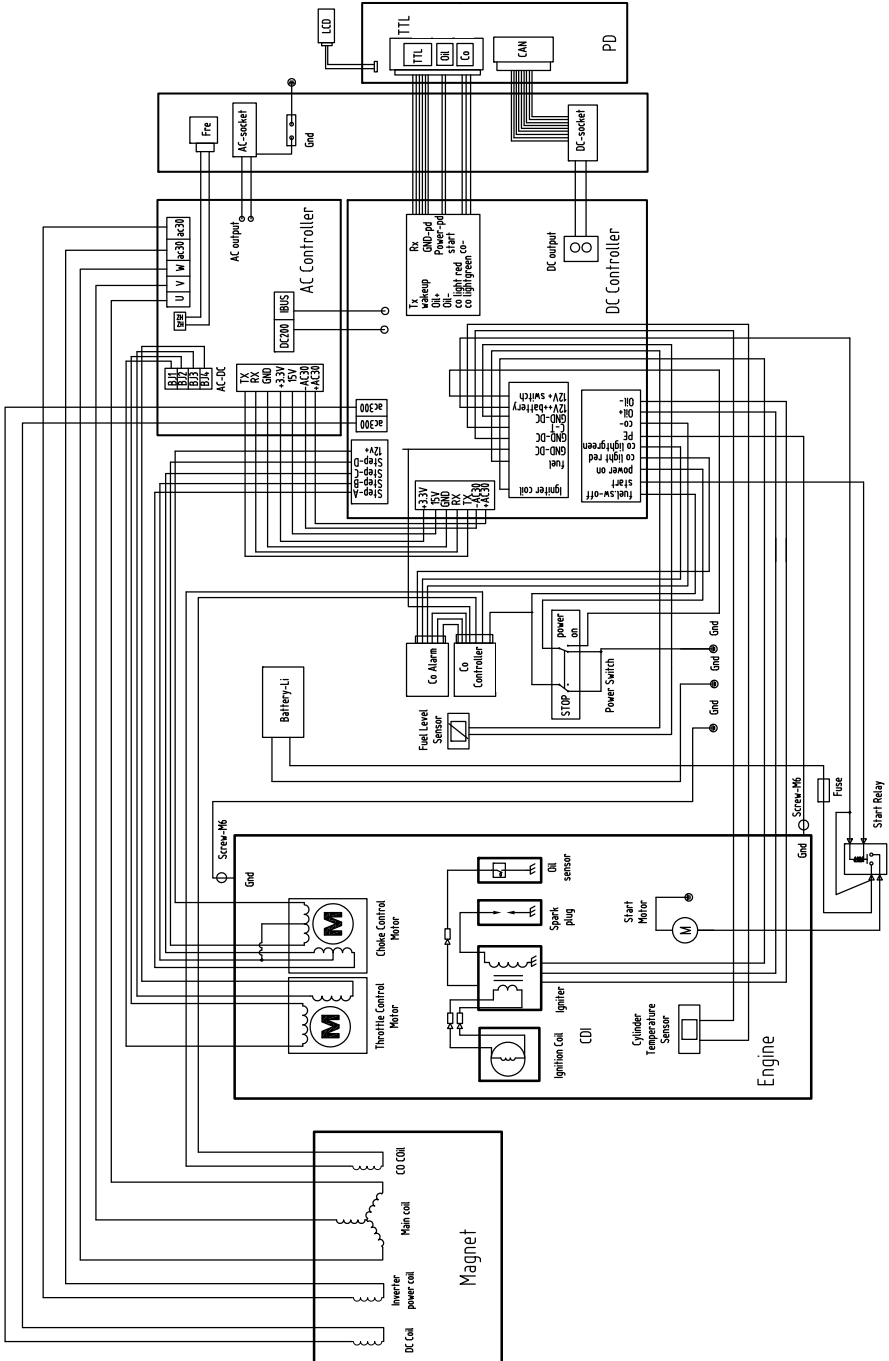 LCD
TTL
TTL
Oil
Co
CAN
PD
Fre
AC-socket
Gnd
DC-socket
U
V
W
ac30
ac30
HZ
HZ
AC output
AC Controller
BJ1
BJ2
BJ3
BJ4
AC-DC
DC200
IBUS
TX
RX
GND
+3.3V
15V
-AC30
+AC30
Tx
Rx
wakeup
GND-pd
Oil+
Power-pd
Oil-
start
co light red
co lightgreen
co-
DC output
DC Controller
ac300
ac300
Step-A
Step-B
Step-C
Step-D
12v+
+3.3V
15V
GND
RX
TX
-AC30
+AC30
Igniter coil
fuel
GND-DC
GND-DC
C-T
GND-DC
12V++battery
12V+ switch
fuel.sw-off
start
power on
co light red
co lightgreen
PE
co-
Oil+
Oil-
Co Alarm
Co
Controller
power
on
STOP
Power Switch
Gnd
Gnd
Gnd
Battery-Li
Fuel Level
Sensor
Screw-M6
Gnd
Screw-M6
Gnd
Fuse
Start Relay
M
Choke Control
Motor
M
Throttle Control
Motor
Oil
sensor
Spark
plug
Igniter
Ignition Coil
CDI
Start
Motor
M
Cylinder
Temperature
Sensor
Engine
CO COil
Main coil
Inverter
power coil
DC Coil
Magnet